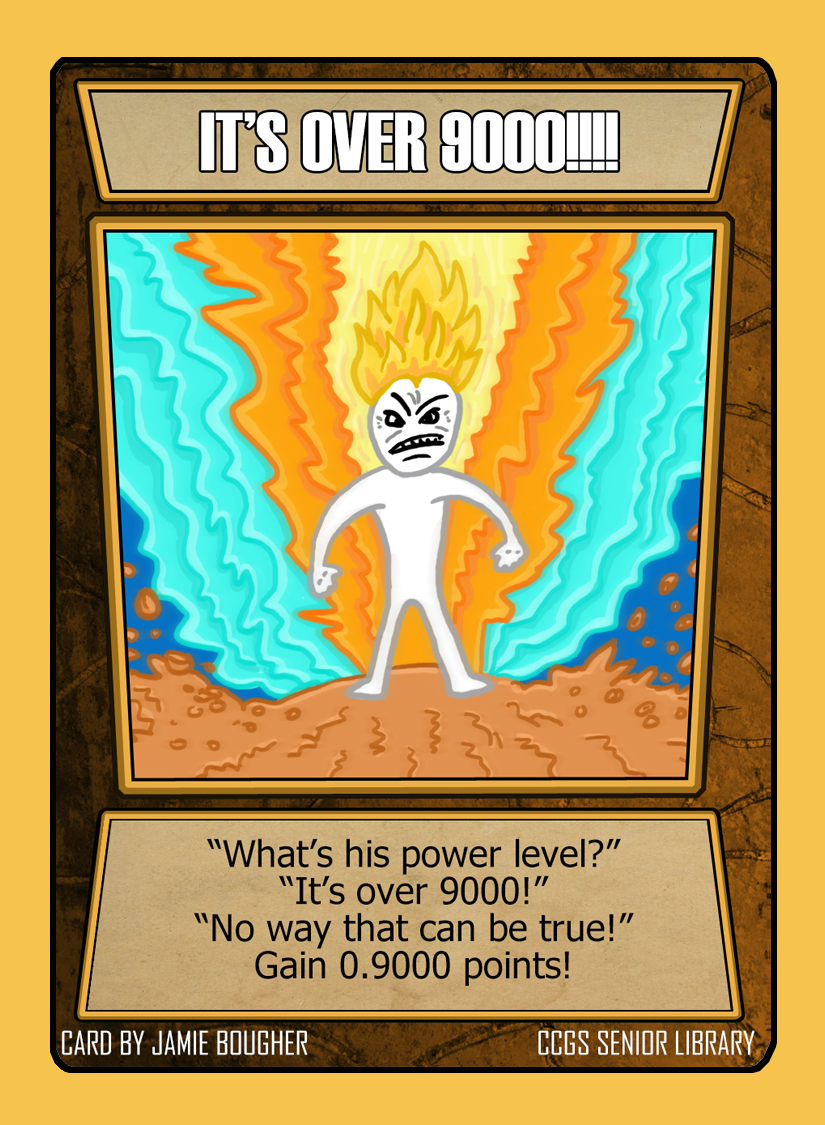 IT'S OVER 9000!!!!
“What's his power level?”
“It's over 9000!”
“No way that can be true!”
Gain 0.9000 points!
CARD BY JAMIE BOUGHER
CCGS SENIOR LIBRARY